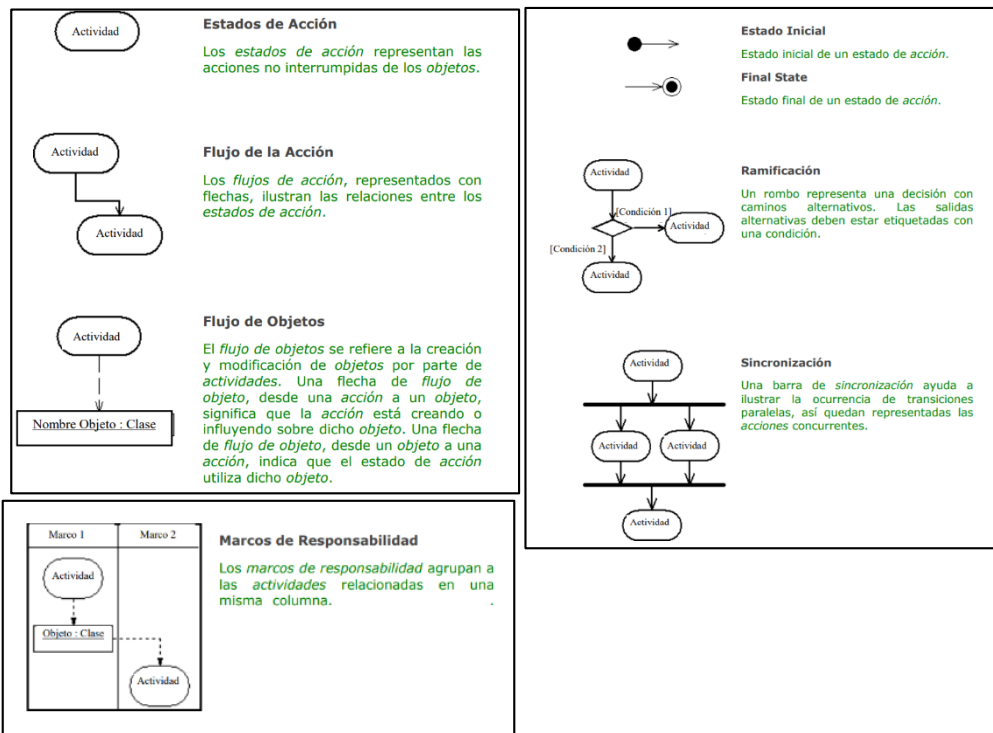 Actividad
Estados de Acción
Los estados de acción representan las
acciones no interrumpidas de los objetos.
Actividad
Actividad
Flujo de la Acción
Los flujos de acción, representados con
flechas, ilustran las relaciones entre los
estados de acción.
Actividad
Nombre Objeto : Clase
Flujo de Objetos
El flujo de objetos se refiere a la creación
y modificación de objetos por parte de
actividades. Una flecha de flujo de
objeto, desde una acción a un objeto,
significa que la acción está creando o
influyendo sobre dicho objeto. Una flecha
de flujo de objeto, desde un objeto a una
acción, indica que el estado de acción
utiliza dicho objeto.
Marco 1
Marco 2
Actividad
Objeto : Clase
Actividad
Marcos de Responsabilidad
Los marcos de responsabilidad agrupan a
las actividades relacionadas en una
misma columna. .
Estado Inicial
Estado inicial de un estado de acción.
Final State
Estado final de un estado de acción.
Actividad
[Condición 1]
Actividad
[Condición 2]
Actividad
Ramificación
Un rombo representa una decisión con
caminos alternativos. Las salidas
alternativas deben estar etiquetadas con
una condición.
Actividad
Actividad
Actividad
Actividad
Sincronización
Una barra de sincronización ayuda a
ilustrar la ocurrencia de transiciones
paralelas, así quedan representadas las
acciones concurrentes.